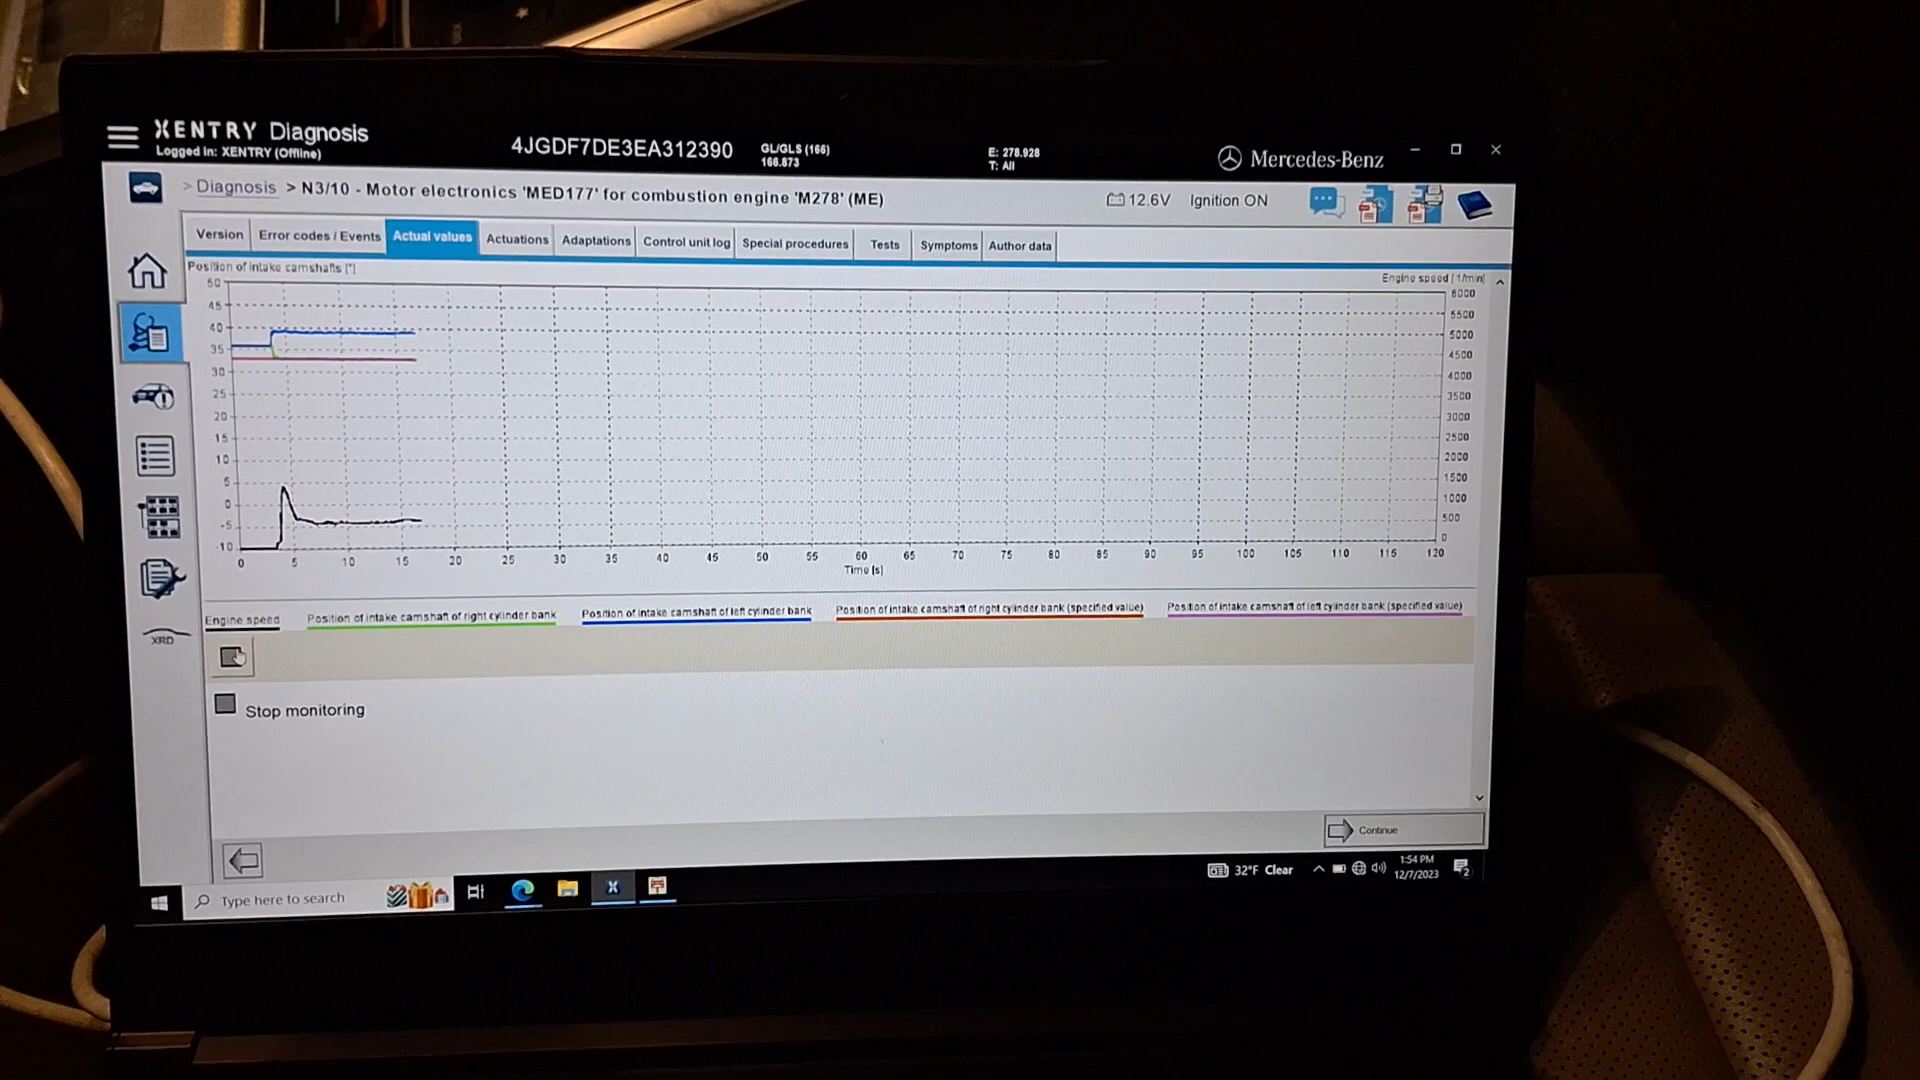 XENTRY Diagnosis
Logged in: XENTRY (Offline)
4JGDF7DE3EA312390
GL/GLS (166)
166.873
E: 278.928
T: All
Mercedes-Benz
> Diagnosis > N3/10 - Motor electronics 'MED177' for combustion engine 'M278' (ME)
12.6V
Ignition ON
Version
Error codes / Events
Actual values
Actuations
Adaptations
Control unit log
Special procedures
Tests
Symptoms
Author data
Position of intake camshafts [°]
Engine speed [1/min]
50
45
40
35
30
25
20
15
10
5
0
-5
-10
6000
5500
5000
4500
4000
3500
3000
2500
2000
1500
1000
500
0
0 5 10 15 20 25 30 35 40 45 50 55 60 65 70 75 80 85 90 95 100 105 110 115 120
Time [s]
Engine speed
Position of intake camshaft of right cylinder bank
Position of intake camshaft of left cylinder bank
Position of intake camshaft of right cylinder bank (specified value)
Position of intake camshaft of left cylinder bank (specified value)
XRD
Stop monitoring
Continue
Type here to search
X
32°F Clear
1:54 PM
12/7/2023
2